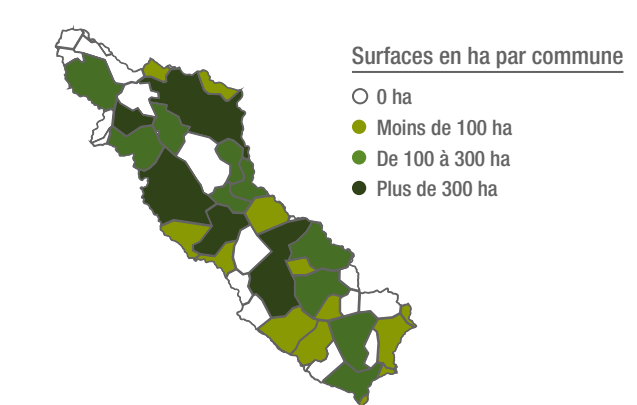 Surfaces en ha par commune
0 ha
Moins de 100 ha
De 100 à 300 ha
Plus de 300 ha